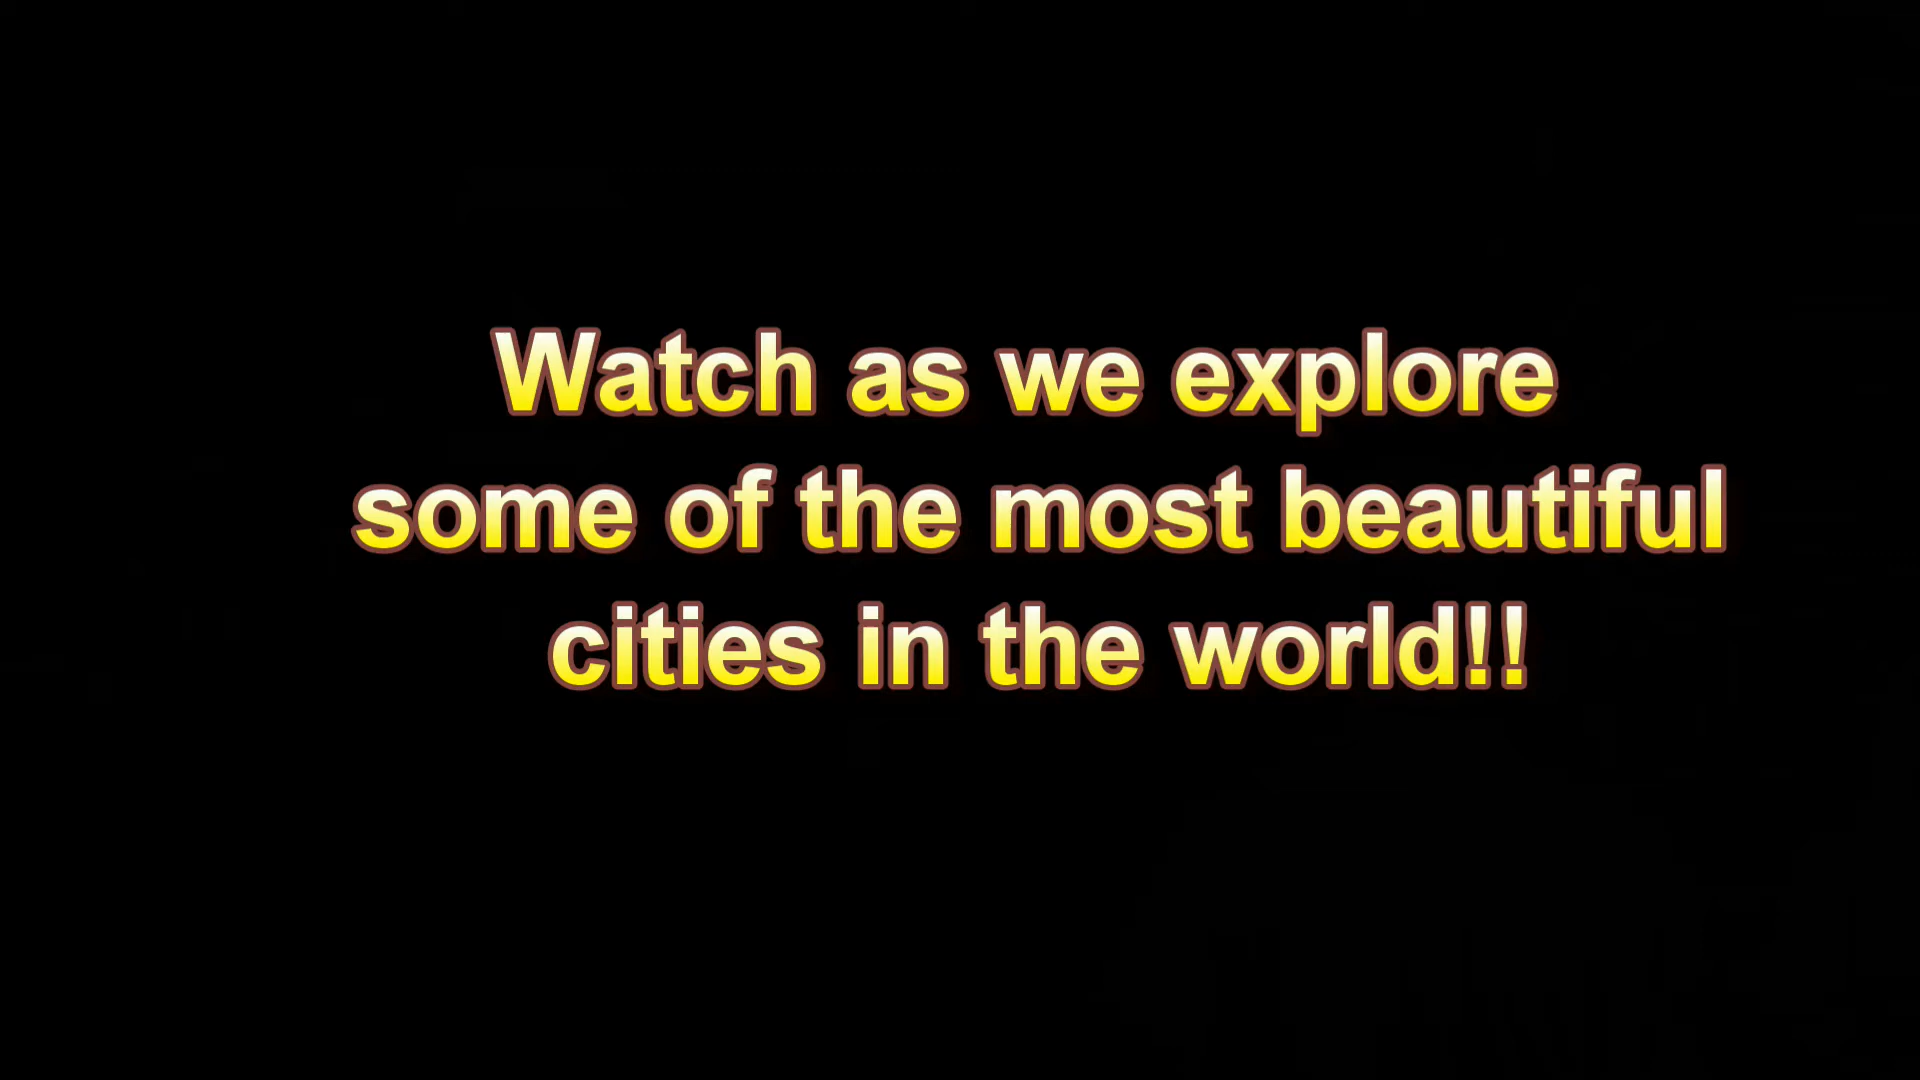 Watch as we explore
some of the most beautiful
cities in the world!!